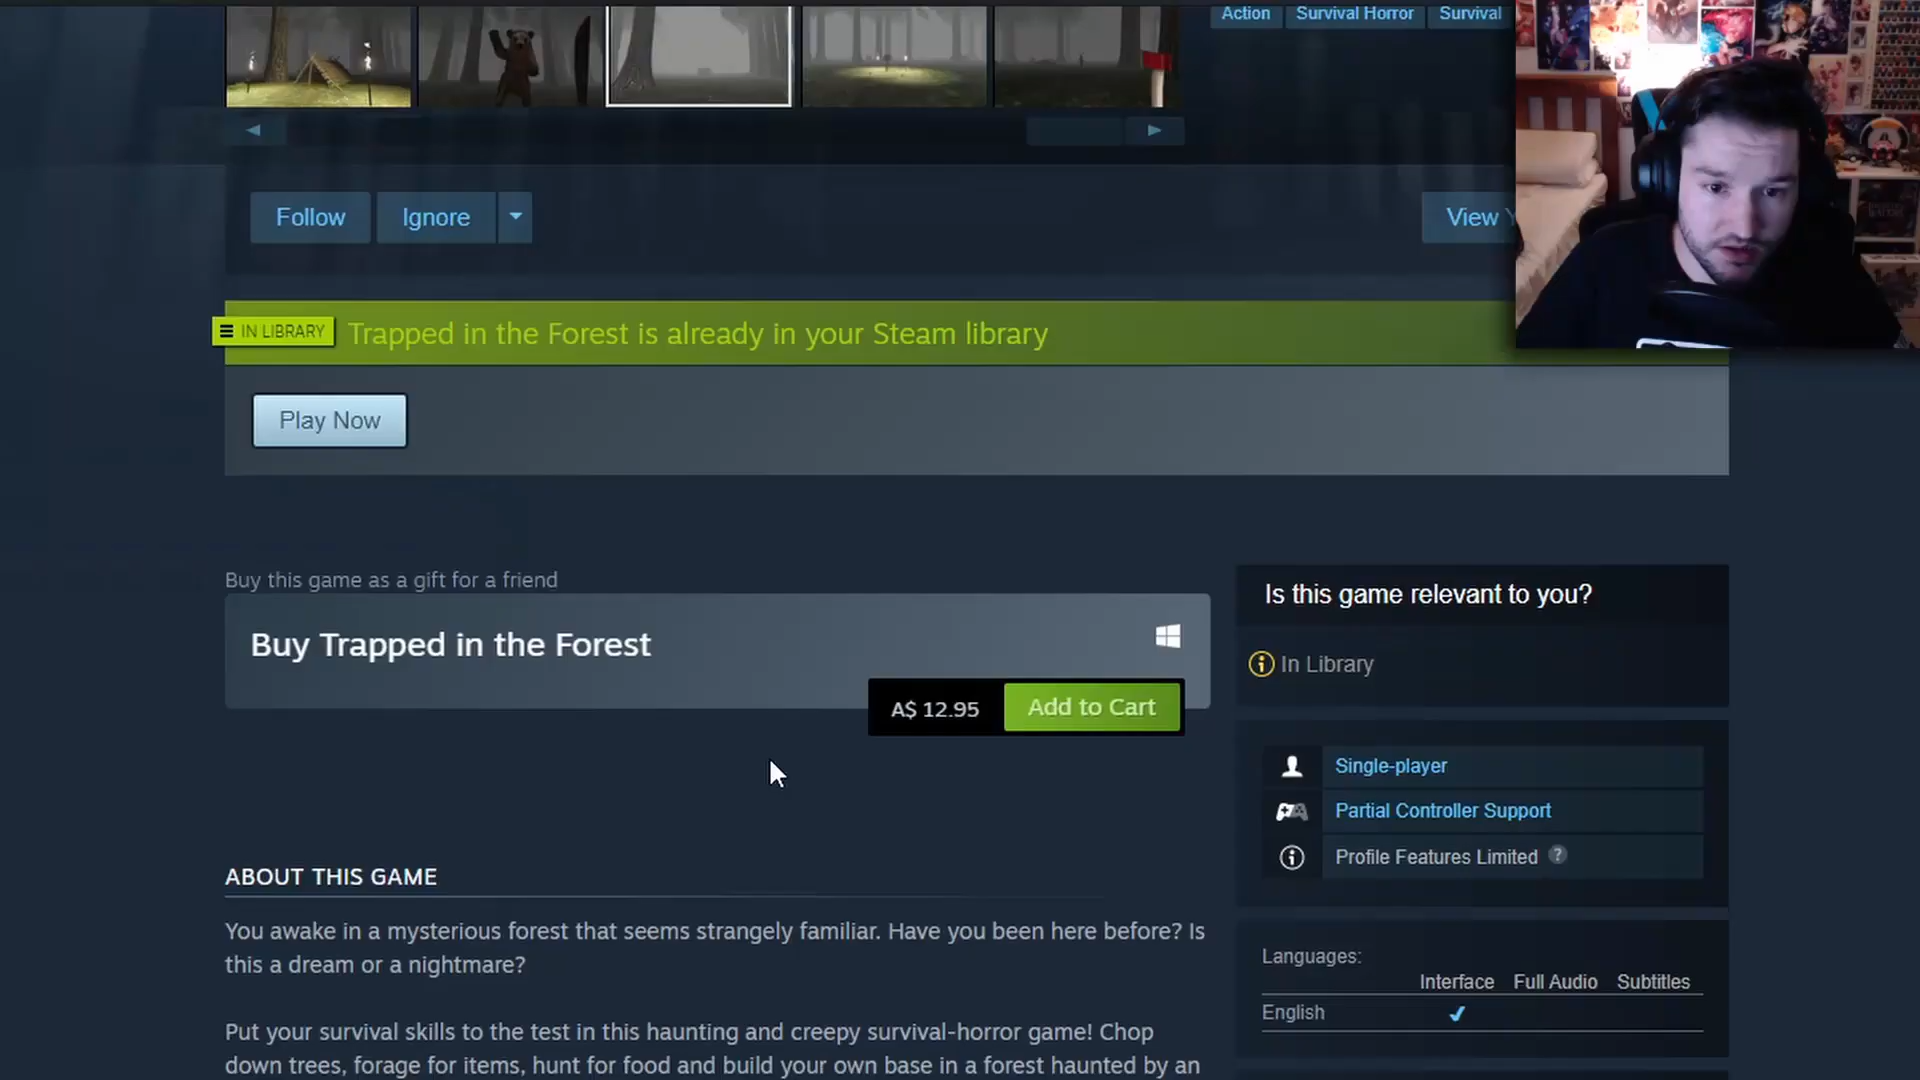 Action Survival Horror Survival
Follow Ignore
View
IN LIBRARY Trapped in the Forest is already in your Steam library
Play Now
Buy this game as a gift for a friend
Buy Trapped in the Forest
A$ 12.95 Add to Cart
ABOUT THIS GAME
You awake in a mysterious forest that seems strangely familiar. Have you been here before? Is
this a dream or a nightmare?
Put your survival skills to the test in this haunting and creepy survival-horror game! Chop
down trees, forage for items, hunt for food and build your own base in a forest haunted by an
Is this game relevant to you?
In Library
Single-player
Partial Controller Support
Profile Features Limited ?
Languages:
Interface Full Audio Subtitles
English